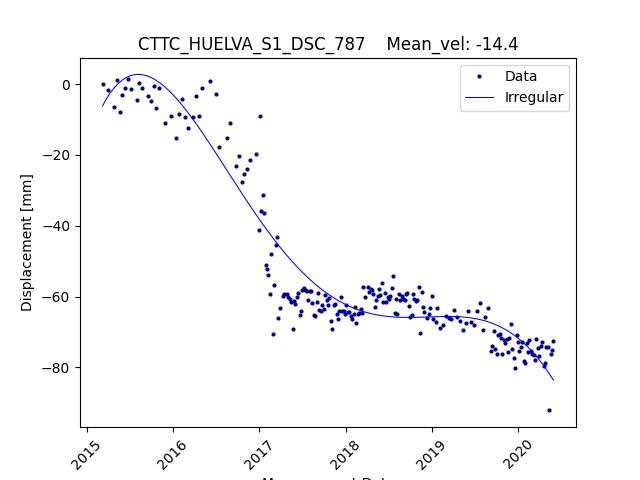 CTTC_HUELVA_S1_DSC_787    Mean_vel: -14.4
Data
Irregular
Displacement [mm]
0
−20
−40
−60
−80
2015
2016
2017
2018
2019
2020